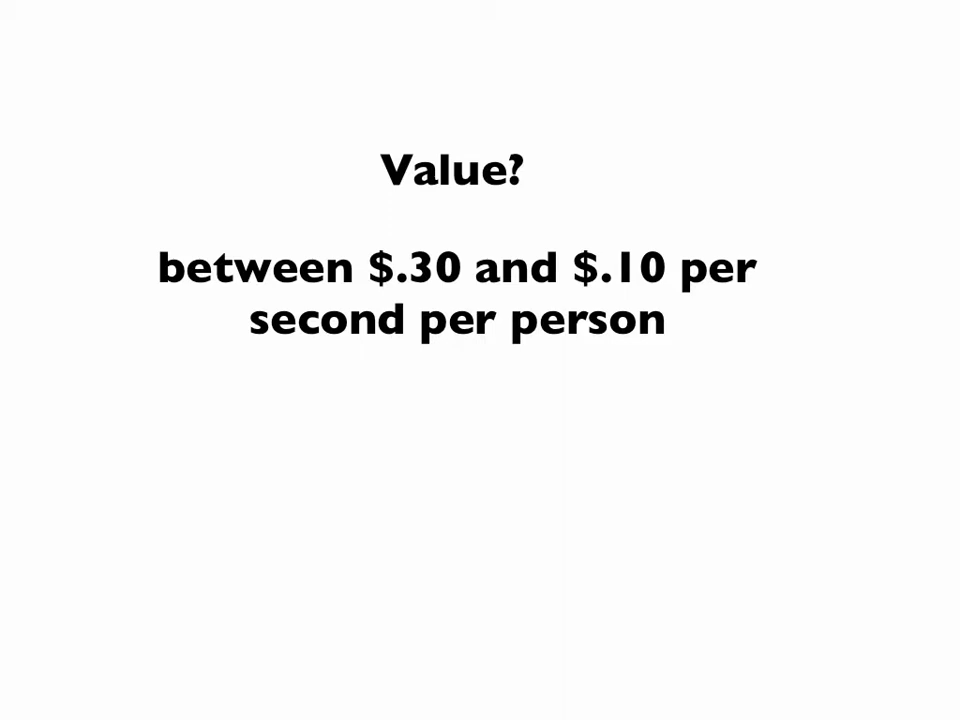 Value?
between $.30 and $.10 per
second per person